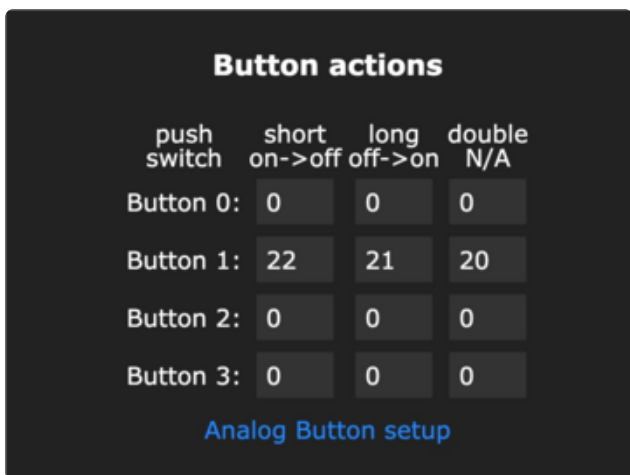 Button actions
push short long double
switch on->off off->on N/A
Button 0: 0 0 0
Button 1: 22 21 20
Button 2: 0 0 0
Button 3: 0 0 0
Analog Button setup